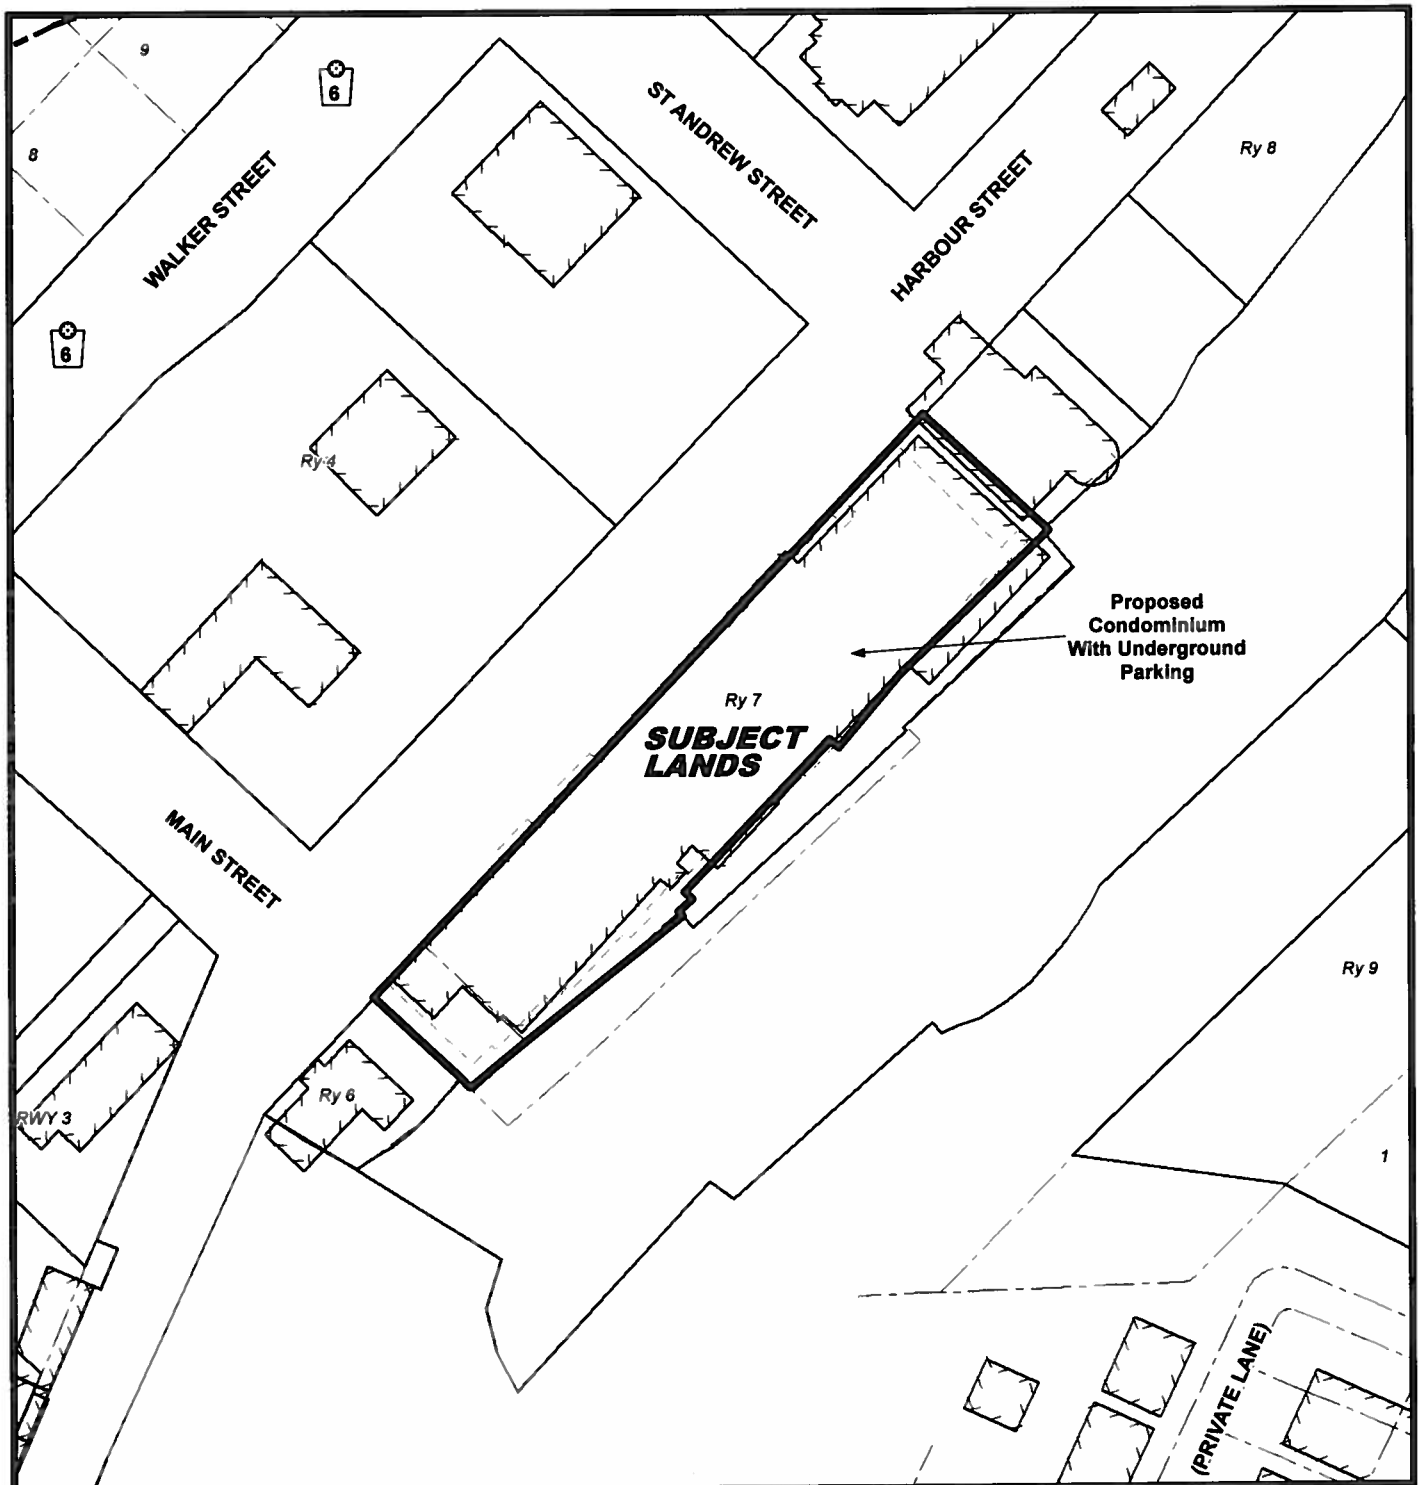 9
6
8
ST ANDREW STREET
Ry 8
WALKER STREET
HARBOUR STREET
6
Ry 4
Proposed
Condominium
With Underground
Parking
Ry 7
SUBJECT
LANDS
MAIN STREET
Ry 9
Ry 6
RWY 3
1
(PRIVATE LANE)